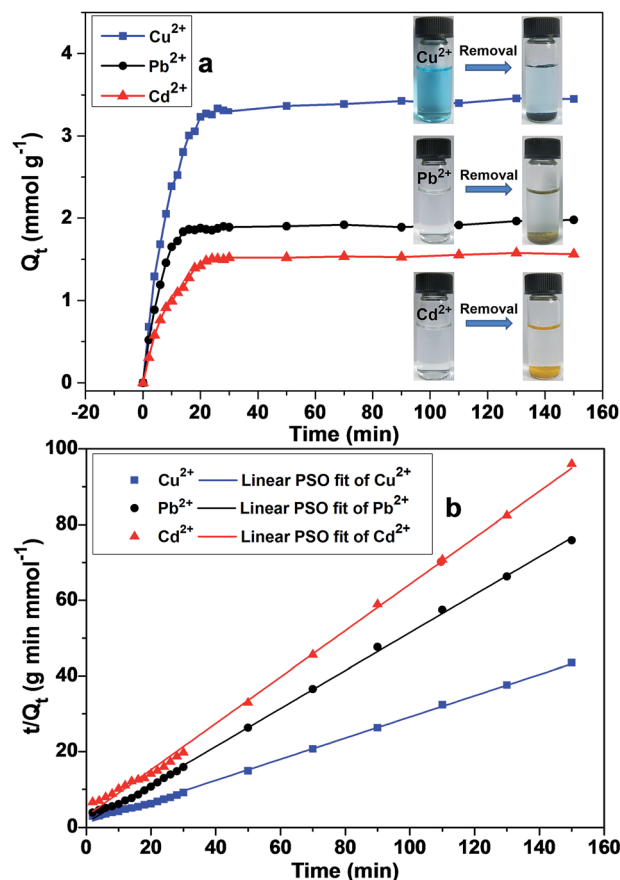 Cu²⁺
Pb²⁺
Cd²⁺
a
Cu²⁺
Removal
Pb²⁺
Removal
Cd²⁺
Removal
Qt (mmol g⁻¹)
4
3
2
1
0
-20 0 20 40 60 80 100 120 140 160
Time (min)
Cu²⁺ Linear PSO fit of Cu²⁺
Pb²⁺ Linear PSO fit of Pb²⁺
Cd²⁺ Linear PSO fit of Cd²⁺
b
t/Qt (g min mmol⁻¹)
100
80
60
40
20
0
0 20 40 60 80 100 120 140 160
Time (min)